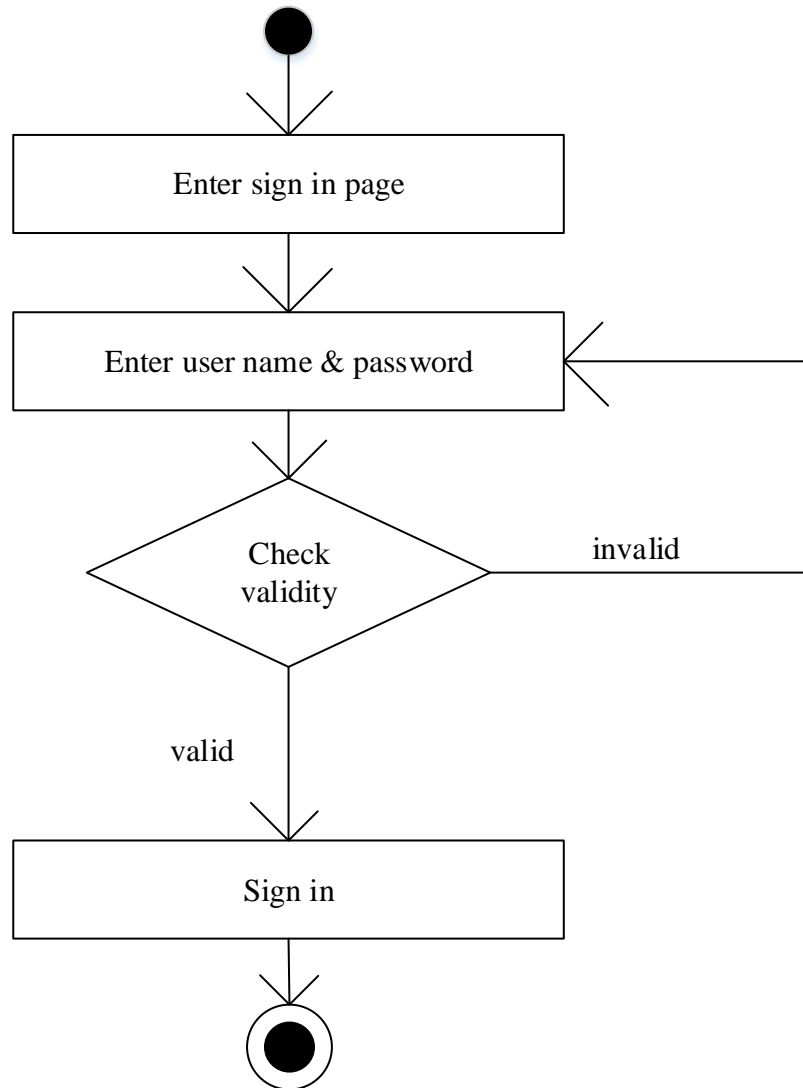 Enter sign in page
Enter user name & password
Check
validity
invalid
valid
Sign in